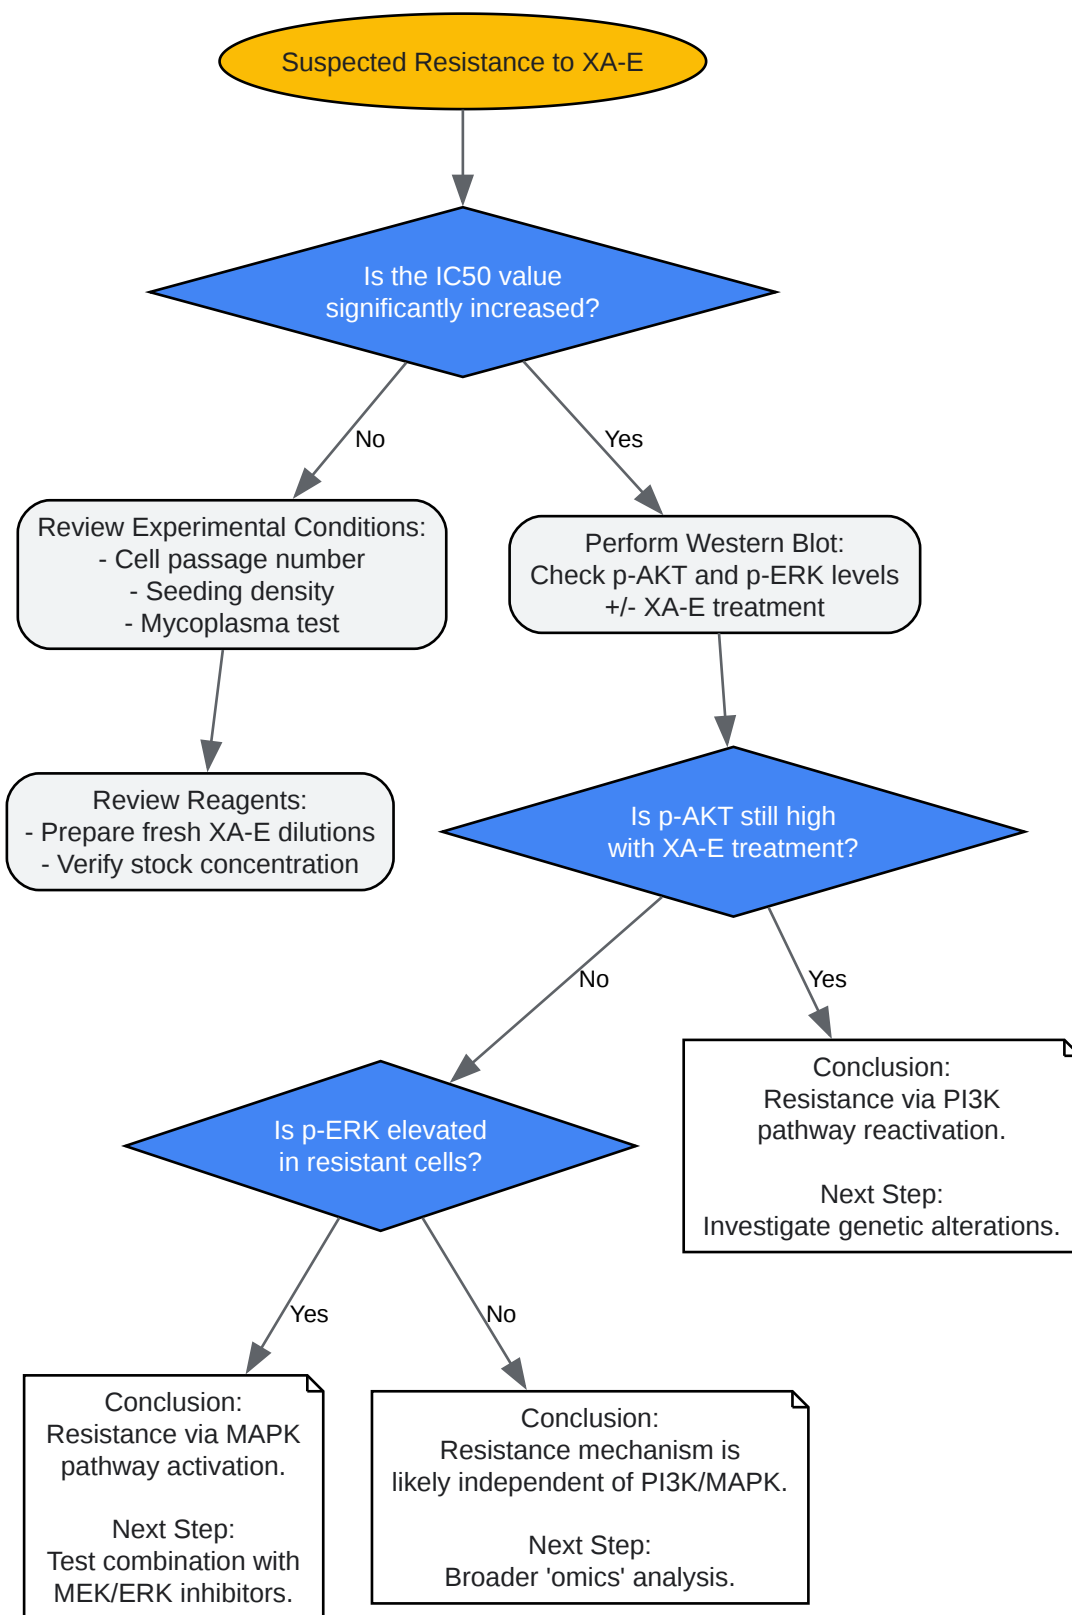 Suspected Resistance to XA-E
Is the IC50 value
significantly increased?
No
Yes
Review Experimental Conditions:
- Cell passage number
- Seeding density
- Mycoplasma test
Perform Western Blot:
Check p-AKT and p-ERK levels
+/- XA-E treatment
Review Reagents:
- Prepare fresh XA-E dilutions
- Verify stock concentration
Is p-AKT still high
with XA-E treatment?
No
Yes
Is p-ERK elevated
in resistant cells?
Conclusion:
Resistance via PI3K
pathway reactivation.
Next Step:
Investigate genetic alterations.
Yes
No
Conclusion:
Resistance via MAPK
pathway activation.
Next Step:
Test combination with
MEK/ERK inhibitors.
Conclusion:
Resistance mechanism is
likely independent of PI3K/MAPK.
Next Step:
Broader 'omics' analysis.